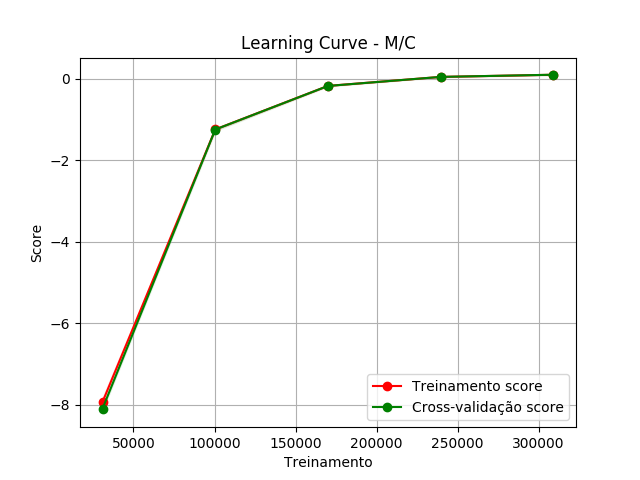 Learning Curve - M/C
0
−2
−4
−6
−8
Score
50000
100000
150000
200000
250000
300000
Treinamento
Treinamento score
Cross-validação score